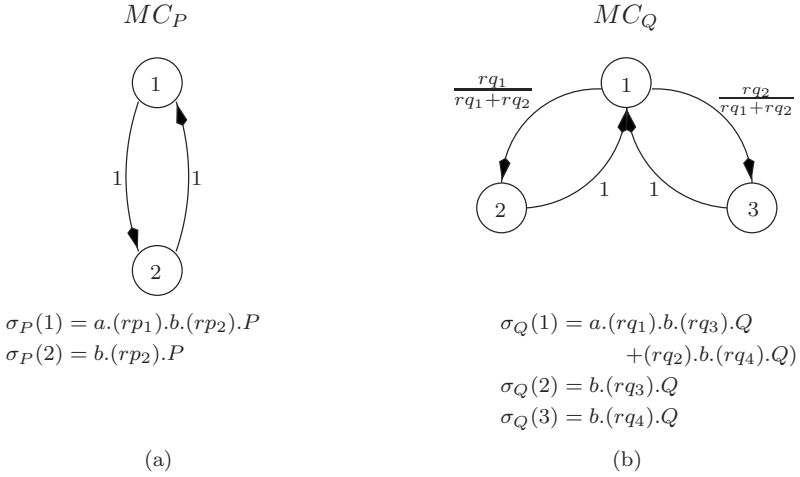 MC_P
1
1
1
2
σ_P(1) = a.(rp_1).b.(rp_2).P
σ_P(2) = b.(rp_2).P
(a)
MC_Q
rq_1
rq_1+rq_2
1
rq_2
rq_1+rq_2
2
1
1
3
σ_Q(1) = a.(rq_1).b.(rq_3).Q
+(rq_2).b.(rq_4).Q)
σ_Q(2) = b.(rq_3).Q
σ_Q(3) = b.(rq_4).Q
(b)